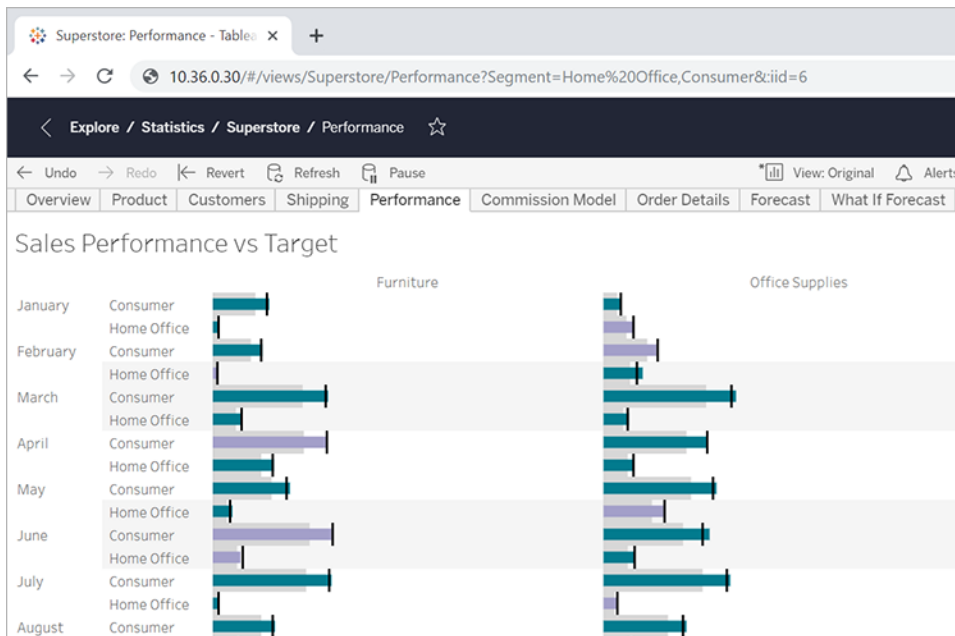 Superstore: Performance - Tablea
10.36.0.30/#/views/Superstore/Performance?Segment=Home%20Office,Consumer&:iid=6
Explore / Statistics / Superstore / Performance
Undo Redo Revert Refresh Pause View: Original Alerts
Overview Product Customers Shipping Performance Commission Model Order Details Forecast What If Forecast
Sales Performance vs Target
Furniture Office Supplies
January Consumer
Home Office
February Consumer
Home Office
March Consumer
Home Office
April Consumer
Home Office
May Consumer
Home Office
June Consumer
Home Office
July Consumer
Home Office
August Consumer